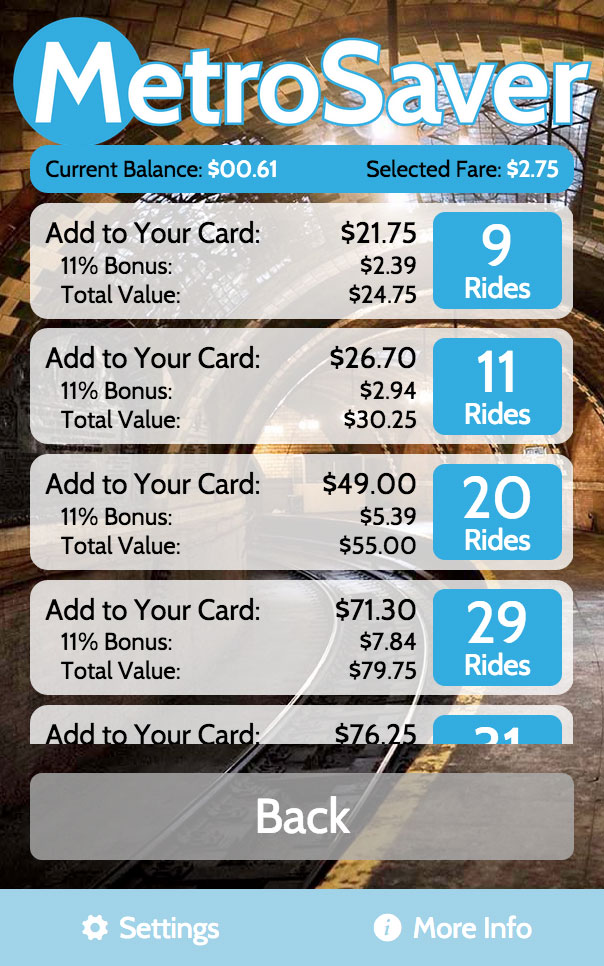 MetroSaver
Current Balance: $00.61 Selected Fare: $2.75
Add to Your Card: $21.75
11% Bonus: $2.39
Total Value: $24.75
9
Rides
Add to Your Card: $26.70
11% Bonus: $2.94
Total Value: $30.25
11
Rides
Add to Your Card: $49.00
11% Bonus: $5.39
Total Value: $55.00
20
Rides
Add to Your Card: $71.30
11% Bonus: $7.84
Total Value: $79.75
29
Rides
Add to Your Card: $76.25
31
Back
Settings More Info